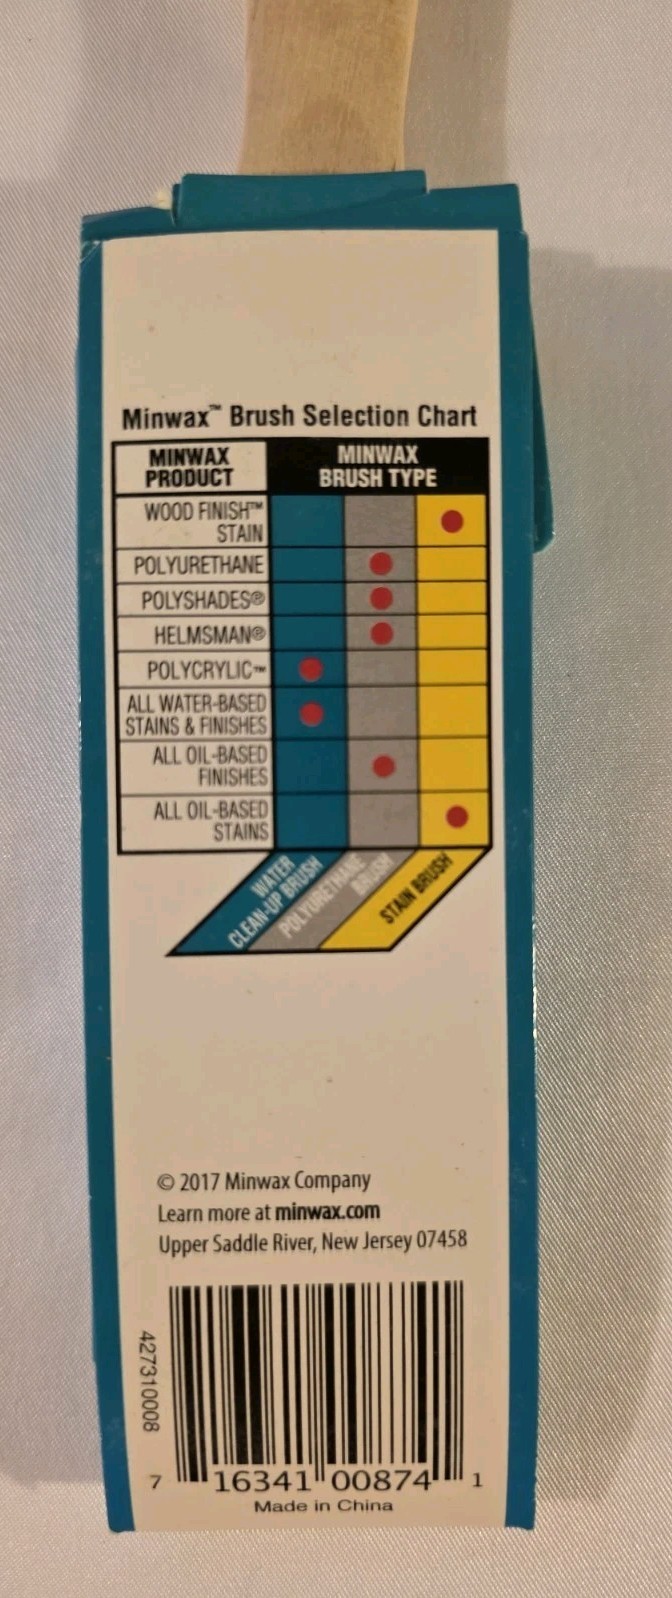 Minwax™ Brush Selection Chart
MINWAX
PRODUCT
MINWAX
BRUSH TYPE
WOOD FINISH™
STAIN
POLYURETHANE
POLYSHADES®
HELMSMAN®
POLYCRYLIC™
ALL WATER-BASED
STAINS & FINISHES
ALL OIL-BASED
FINISHES
ALL OIL-BASED
STAINS
WATER
CLEAN-UP BRUSH
POLYURETHANE
BRUSH
STAIN BRUSH
© 2017 Minwax Company
Learn more at minwax.com
Upper Saddle River, New Jersey 07458
427310008
7 16341 00874 1
Made in China